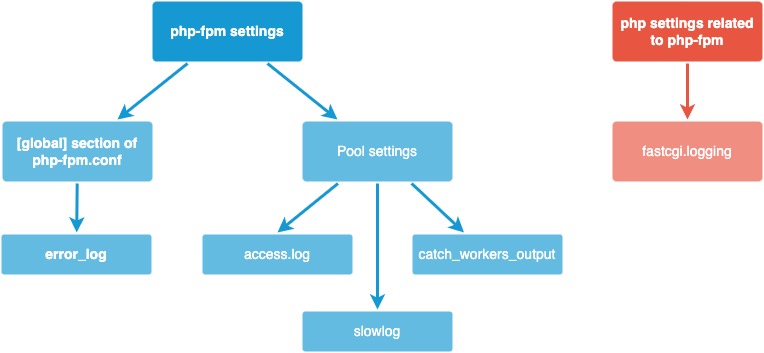 php-fpm settings
php settings related
to php-fpm
[global] section of
php-fpm.conf
Pool settings
fastcgi.logging
error_log
access.log
catch_workers_output
slowlog